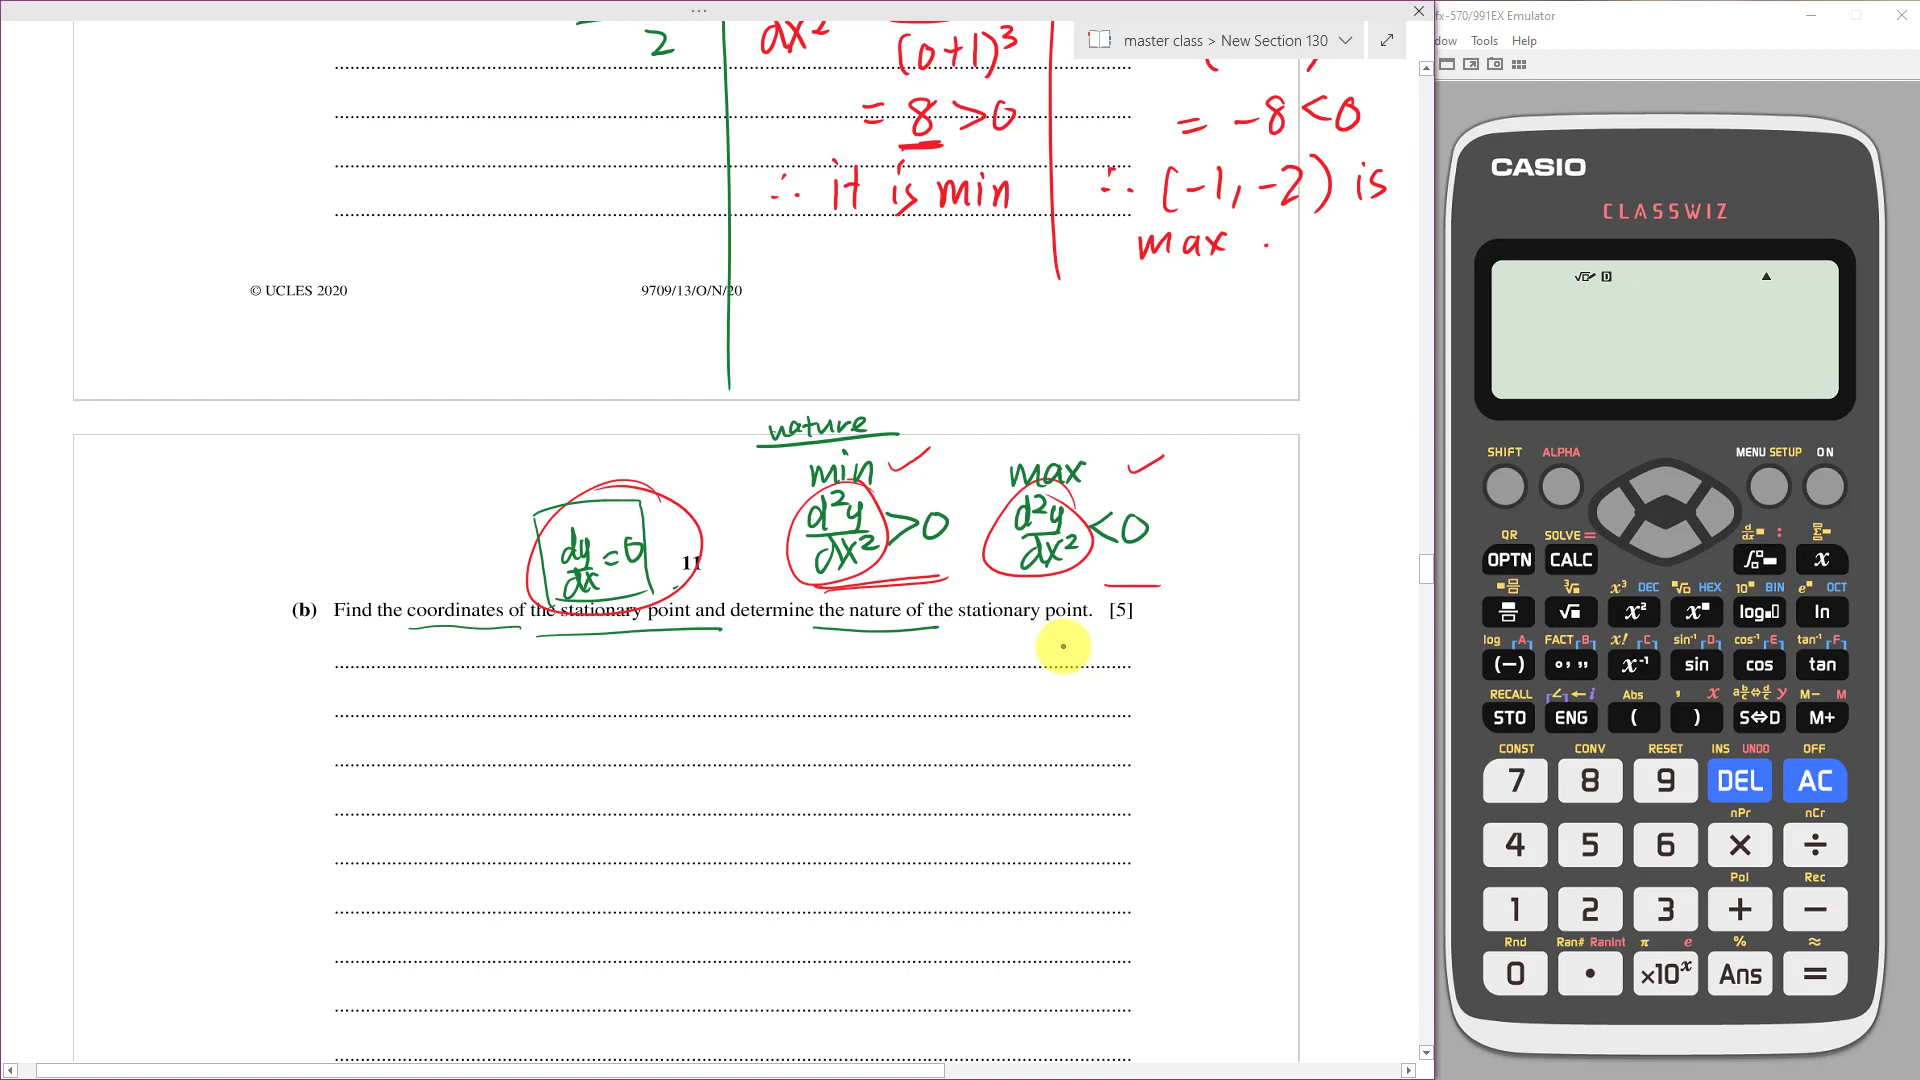 fx-570/991EX Emulator
dow Tools Help
master class > New Section 130
2
dx²
(0+1)³
= 8 > 0
∴ it is min
= -8 < 0
∴ (-1, -2) is
max .
© UCLES 2020
9709/13/O/N/20
nature
min
max
d²y/dx² > 0
d²y/dx² < 0
dy/dx = 0
11
(b) Find the coordinates of the stationary point and determine the nature of the stationary point. [5]
CASIO
CLASSWIZ
SHIFT ALPHA MENU SETUP ON
QR SOLVE =
OPTN CALC x
x³ DEC HEX 10 BIN e OCT
x² log ln
log A FACT B x! C sin⁻¹ D cos⁻¹ E tan⁻¹ F
(−) x⁻¹ sin cos tan
RECALL ∠ i Abs , x y M− M
STO ENG ( ) S⇔D M+
CONST CONV RESET INS UNDO OFF
7 8 9 DEL AC
nPr nCr
4 5 6 × ÷
Pol Rec
1 2 3 + −
Rnd Ran# RanInt π e % ≈
0 • ×10ˣ Ans =